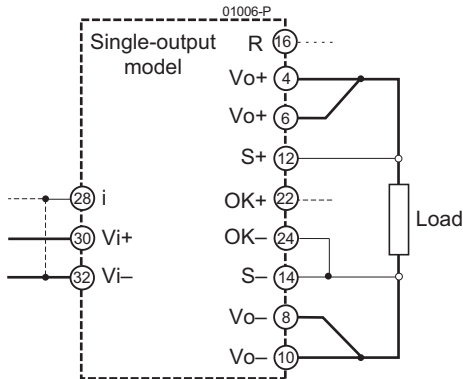 01006-P
Single-output
model
16 R
4 Vo+
6 Vo+
12 S+
22 OK+
24 OK–
14 S–
8 Vo–
10 Vo–
28 i
30 Vi+
32 Vi–
Load